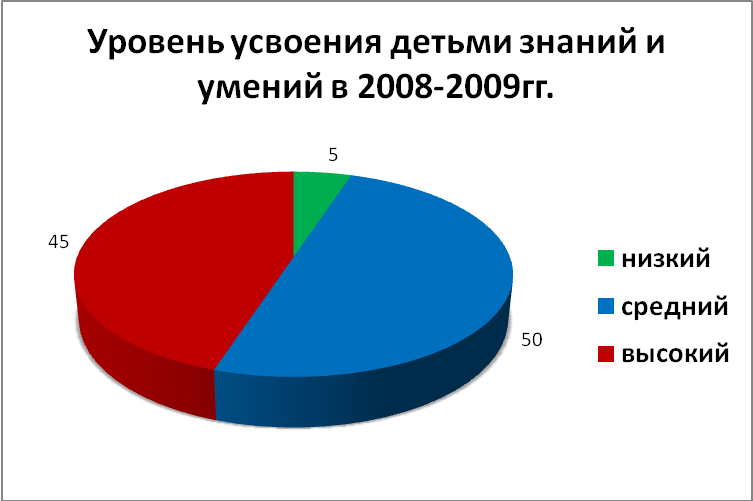 Уровень усвоения детьми знаний и
умений в 2008-2009гг.
5
45
50
низкий
средний
высокий